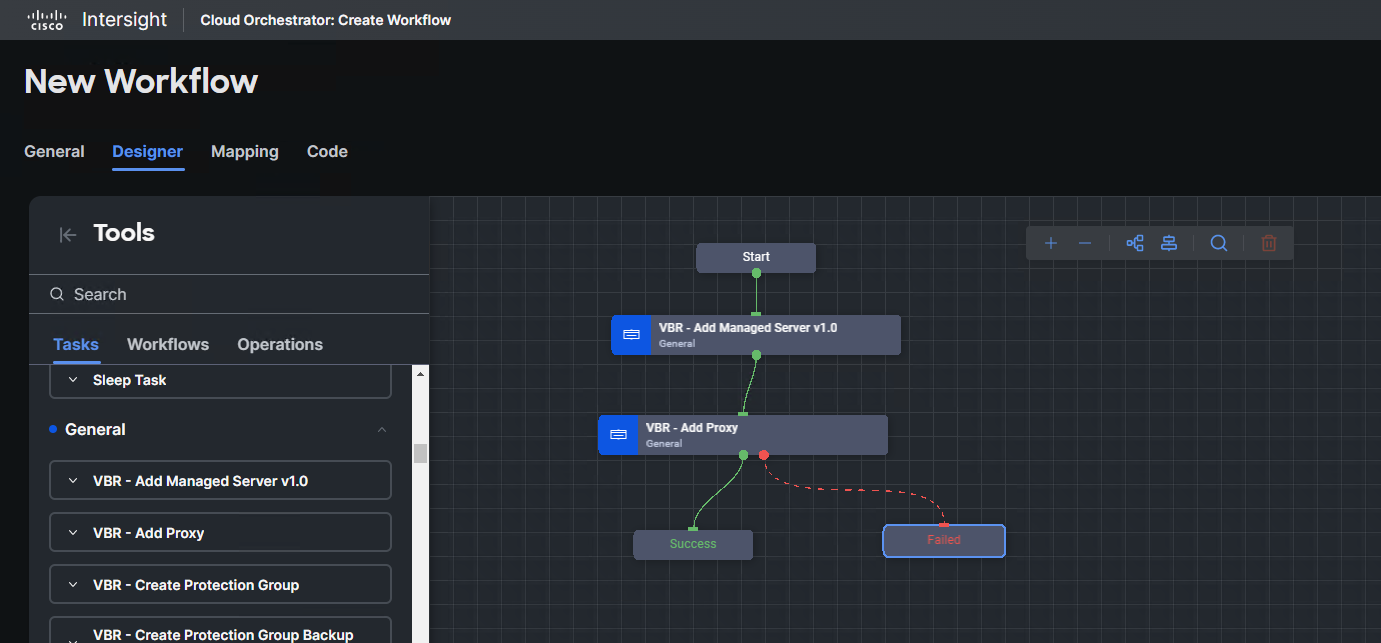 cisco Intersight Cloud Orchestrator: Create Workflow
New Workflow
General Designer Mapping Code
Tools
Search
Tasks Workflows Operations
Sleep Task
General
VBR - Add Managed Server v1.0
VBR - Add Proxy
VBR - Create Protection Group
VBR - Create Protection Group Backup
Start
VBR - Add Managed Server v1.0
General
VBR - Add Proxy
General
Success
Failed